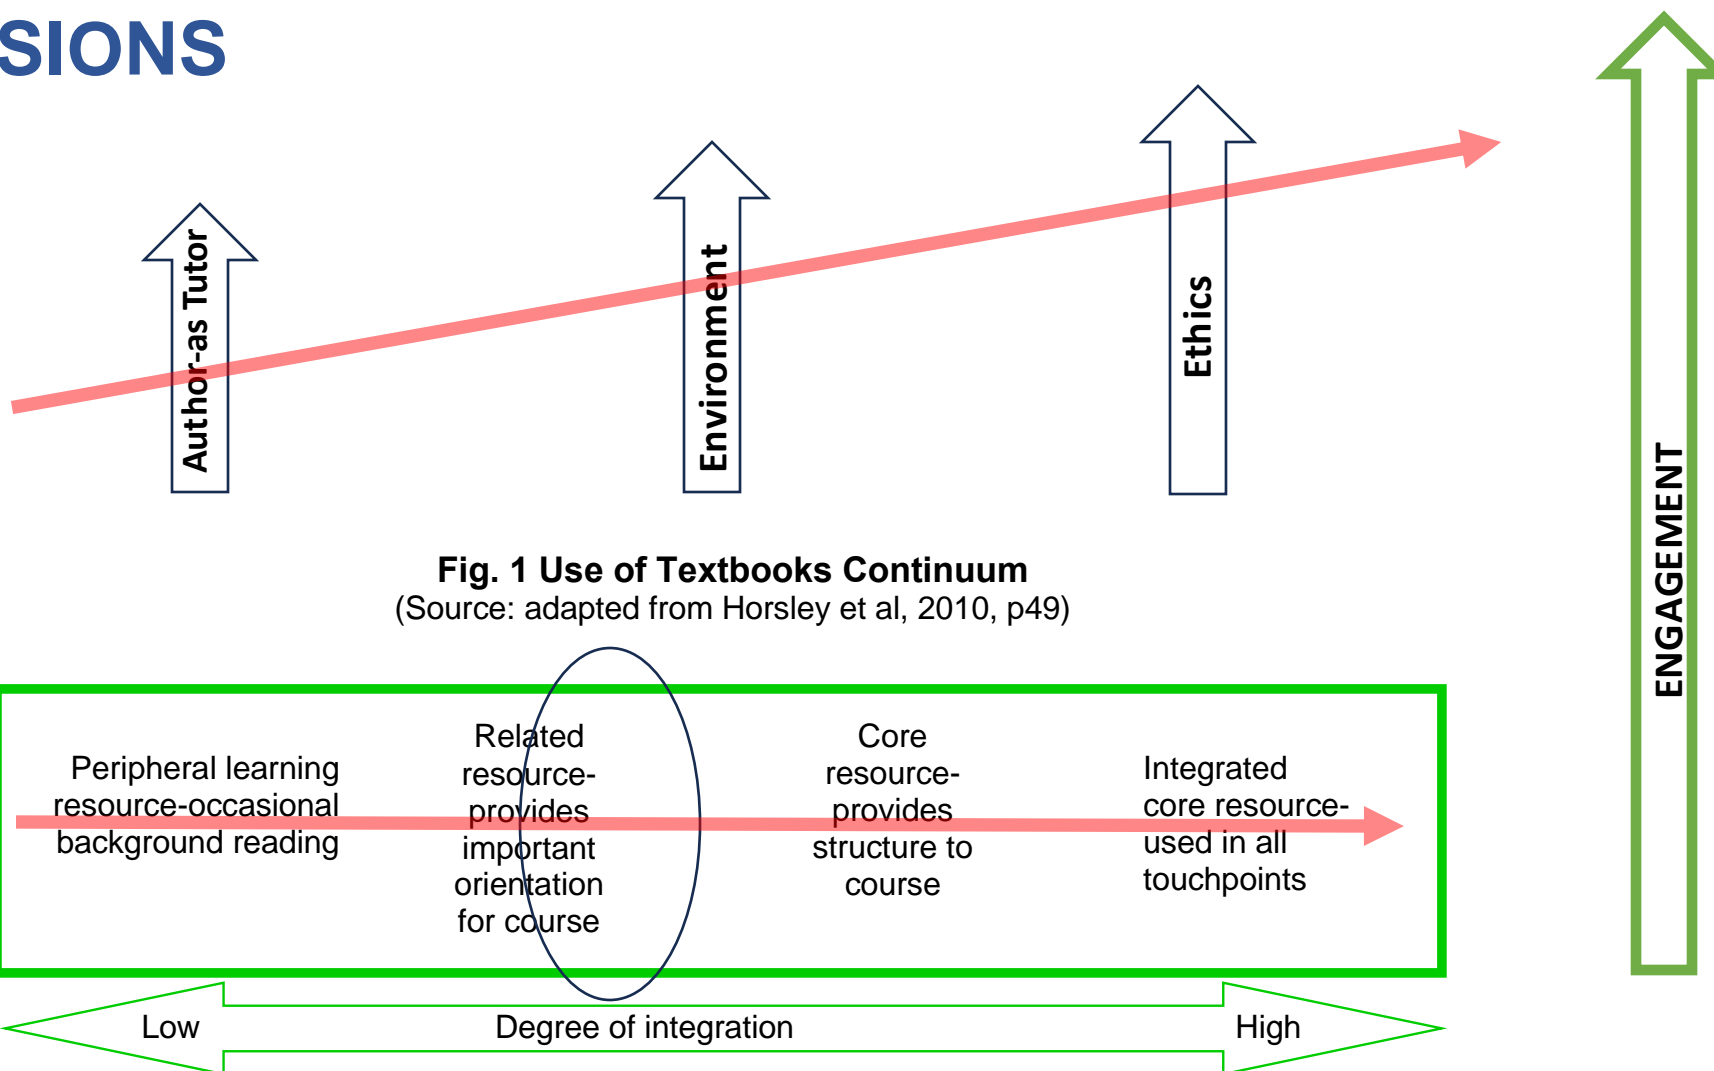 SIONS
Author-as Tutor
Environment
Ethics
ENGAGEMENT
Fig. 1 Use of Textbooks Continuum
(Source: adapted from Horsley et al, 2010, p49)
Peripheral learning
resource-occasional
background reading
Related
resource-
provides
important
orientation
for course
Core
resource-
provides
structure to
course
Integrated
core resource-
used in all
touchpoints
Low
Degree of integration
High